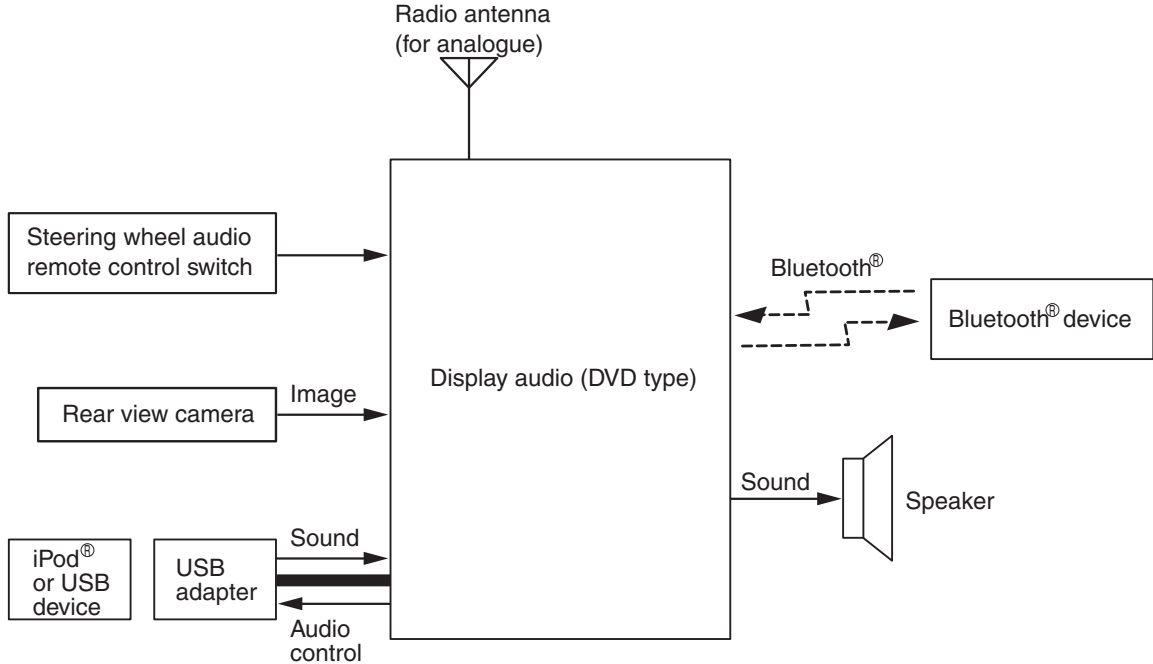 Radio antenna
(for analogue)
Steering wheel audio
remote control switch
Bluetooth®
Bluetooth® device
Display audio (DVD type)
Image
Rear view camera
Sound
Speaker
Sound
iPod®
or USB
device
USB
adapter
Audio
control